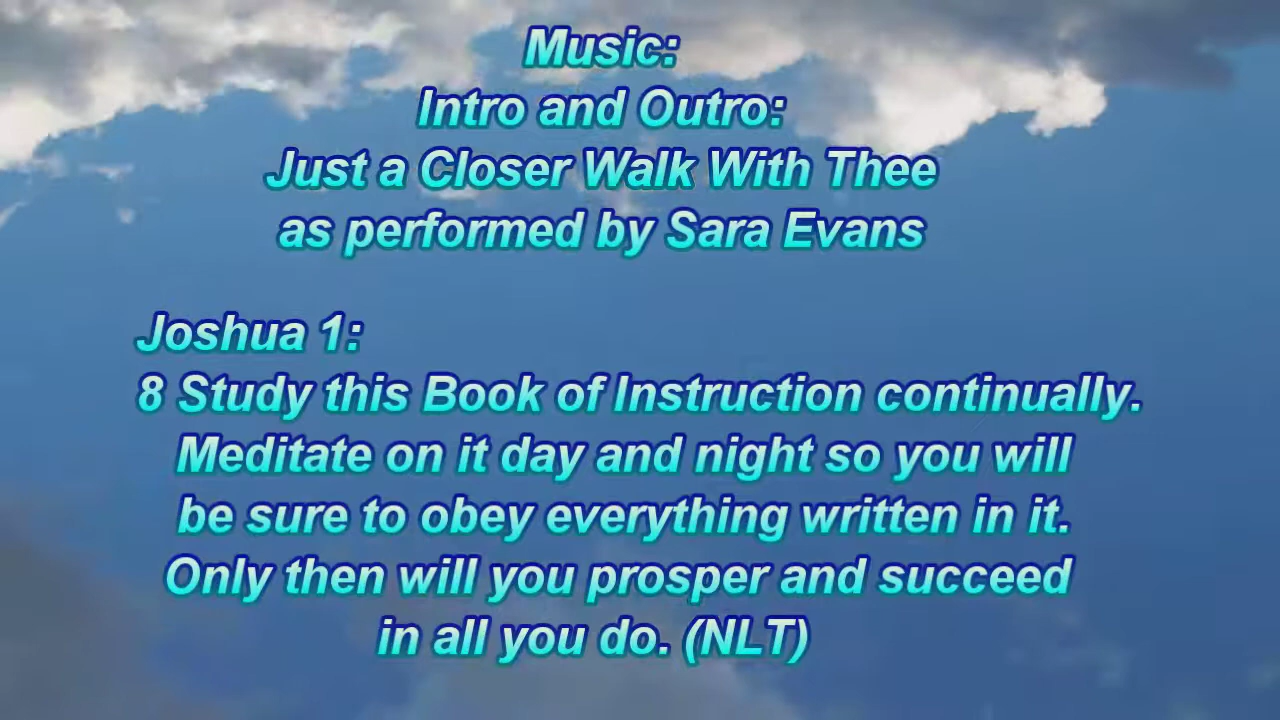 Music:
Intro and Outro:
Just a Closer Walk With Thee
as performed by Sara Evans
Joshua 1:
8 Study this Book of Instruction continually.
Meditate on it day and night so you will
be sure to obey everything written in it.
Only then will you prosper and succeed
in all you do. (NLT)